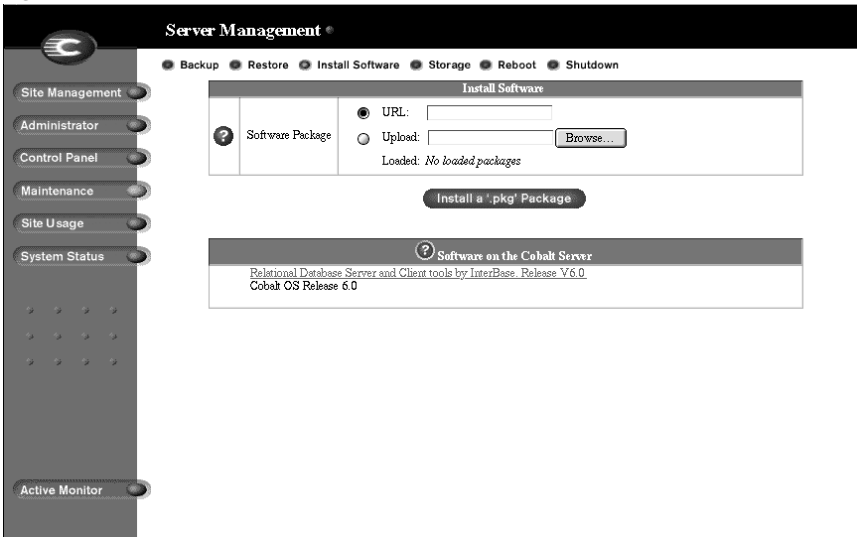 Server Management
Backup Restore Install Software Storage Reboot Shutdown
Site Management
Administrator
Control Panel
Maintenance
Site Usage
System Status
Active Monitor
Install Software
? Software Package
URL:
Upload: Browse...
Loaded: No loaded packages
Install a '.pkg' Package
? Software on the Cobalt Server
Relational Database Server and Client tools by InterBase. Release V6.0
Cobalt OS Release 6.0